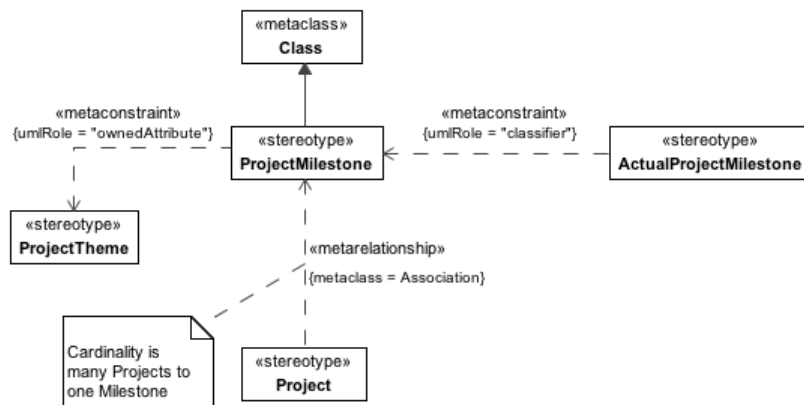 «metaclass»
Class
«metaconstraint»
{umlRole = "ownedAttribute"}
«metaconstraint»
{umlRole = "classifier"}
«stereotype»
ProjectMilestone
«stereotype»
ActualProjectMilestone
«stereotype»
ProjectTheme
«metarelationship»
{metaclass = Association}
Cardinality is
many Projects to
one Milestone
«stereotype»
Project